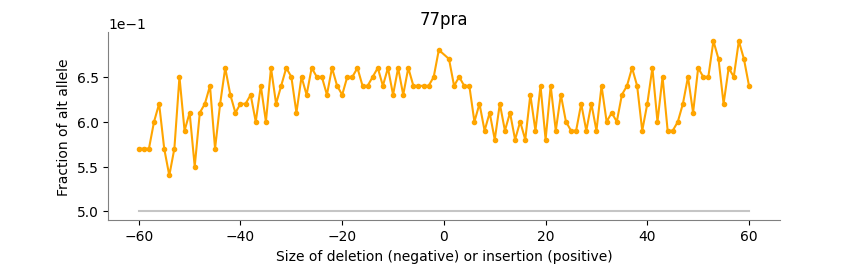 77pra
1e−1
Fraction of alt allele
6.5
6.0
5.5
5.0
−60 −40 −20 0 20 40 60
Size of deletion (negative) or insertion (positive)